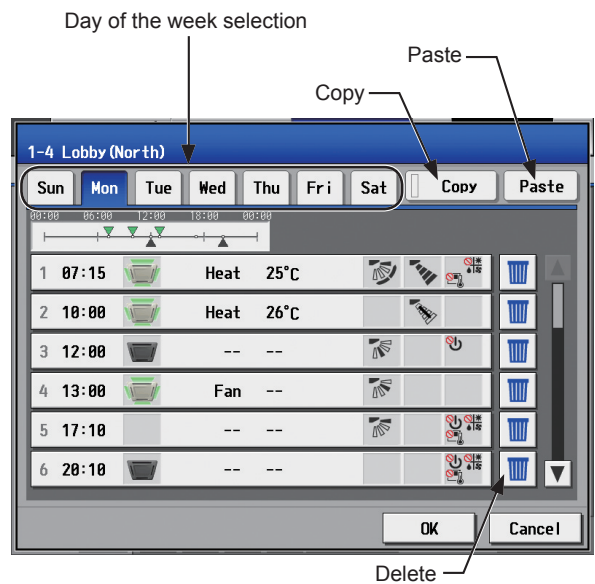 Day of the week selection
Paste
Copy
1-4 Lobby(North)
Sun Mon Tue Wed Thu Fri Sat Copy Paste
00:00 06:00 12:00 18:00 00:00
1 07:15 Heat 25°C
2 10:00 Heat 26°C
3 12:00 -- --
4 13:00 Fan --
5 17:10 -- --
6 20:10 -- --
OK Cancel
Delete